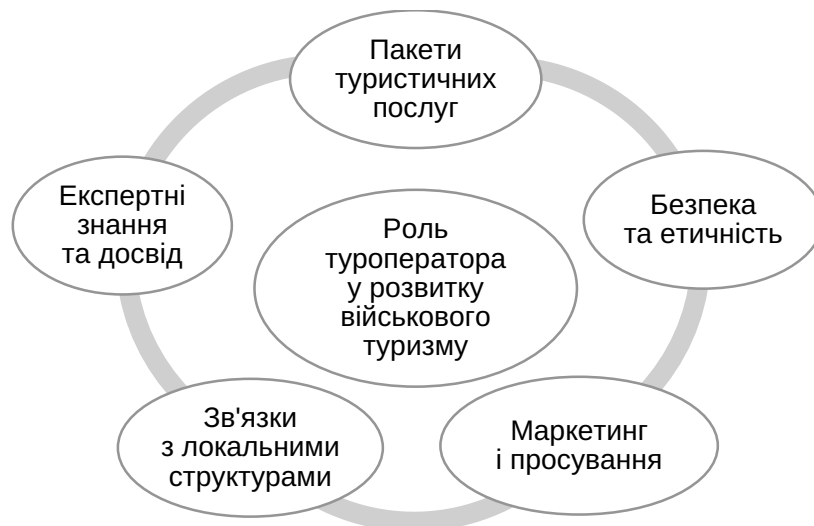 Пакети
туристичних
послуг
Експертні
знання
та досвід
Безпека
та етичність
Роль
туроператора
у розвитку
військового
туризму
Зв'язки
з локальними
структурами
Маркетинг
і просування